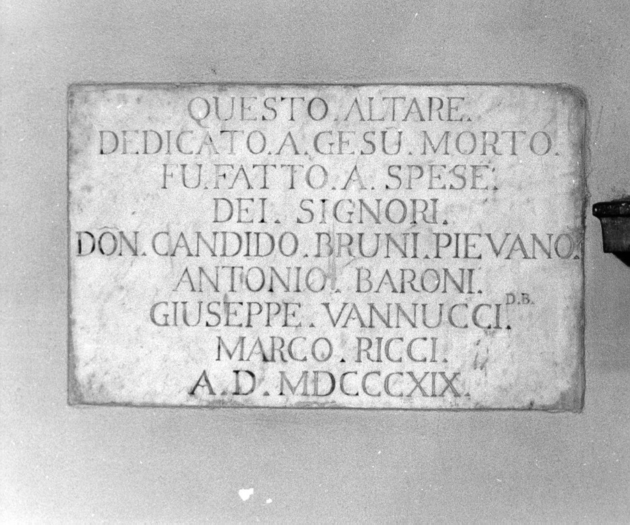 QUESTO.ALTARE.
DEDICATO.A.GESU.MORTO.
FU.FATTO.A.SPESE.
DEI.SIGNORI.
DON.CANDIDO.BRUNI.PIEVANO.
ANTONIO.BARONI.
GIUSEPPE.VANNUCCI.D.B.
MARCO.RICCI.
A.D.MDCCCXIX.